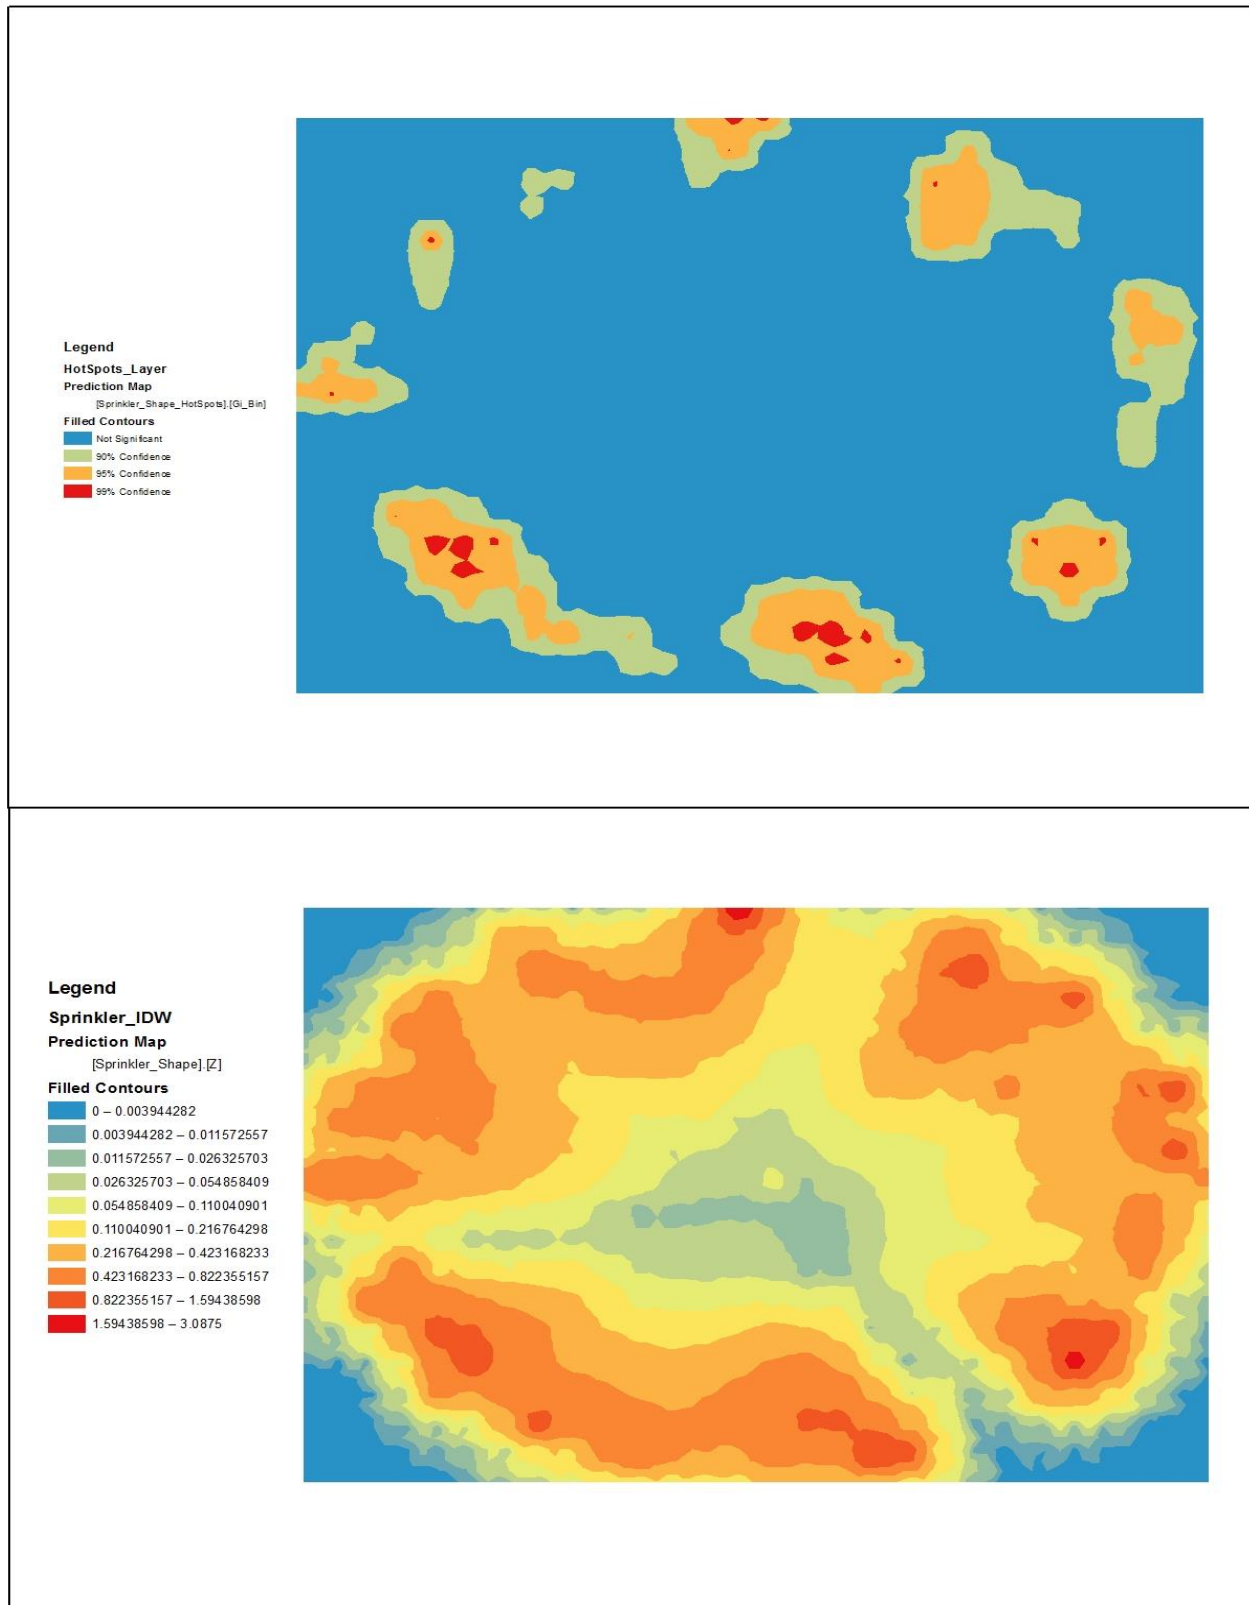 Legend
HotSpots_Layer
Prediction Map
[Sprinkler_Shape_HotSpots].[Gi_Bin]
Filled Contours
Not Significant
90% Confidence
95% Confidence
99% Confidence
Legend
Sprinkler_IDW
Prediction Map
[Sprinkler_Shape].[Z]
Filled Contours
0 – 0.003944282
0.003944282 – 0.011572557
0.011572557 – 0.026325703
0.026325703 – 0.054858409
0.054858409 – 0.110040901
0.110040901 – 0.216764298
0.216764298 – 0.423168233
0.423168233 – 0.822355157
0.822355157 – 1.59438598
1.59438598 – 3.0875